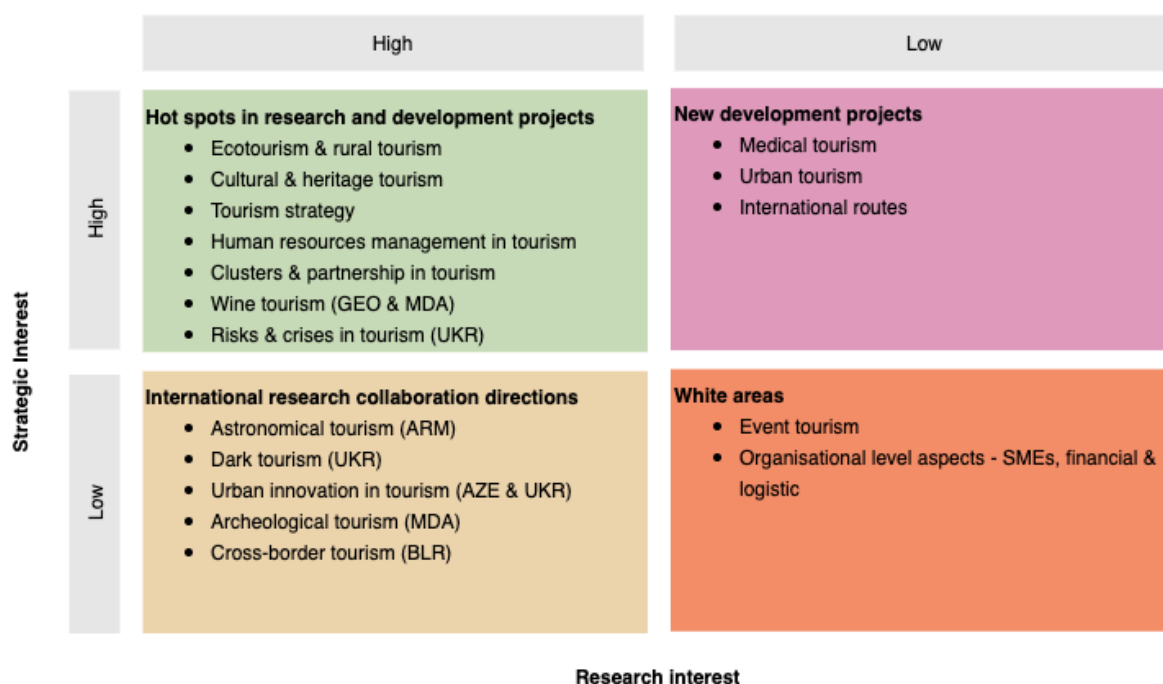 High
Low
Strategic Interest
High
Hot spots in research and development projects
• Ecotourism & rural tourism
• Cultural & heritage tourism
• Tourism strategy
• Human resources management in tourism
• Clusters & partnership in tourism
• Wine tourism (GEO & MDA)
• Risks & crises in tourism (UKR)
New development projects
• Medical tourism
• Urban tourism
• International routes
Low
International research collaboration directions
• Astronomical tourism (ARM)
• Dark tourism (UKR)
• Urban innovation in tourism (AZE & UKR)
• Archeological tourism (MDA)
• Cross-border tourism (BLR)
White areas
• Event tourism
• Organisational level aspects - SMEs, financial &
logistic
Research interest